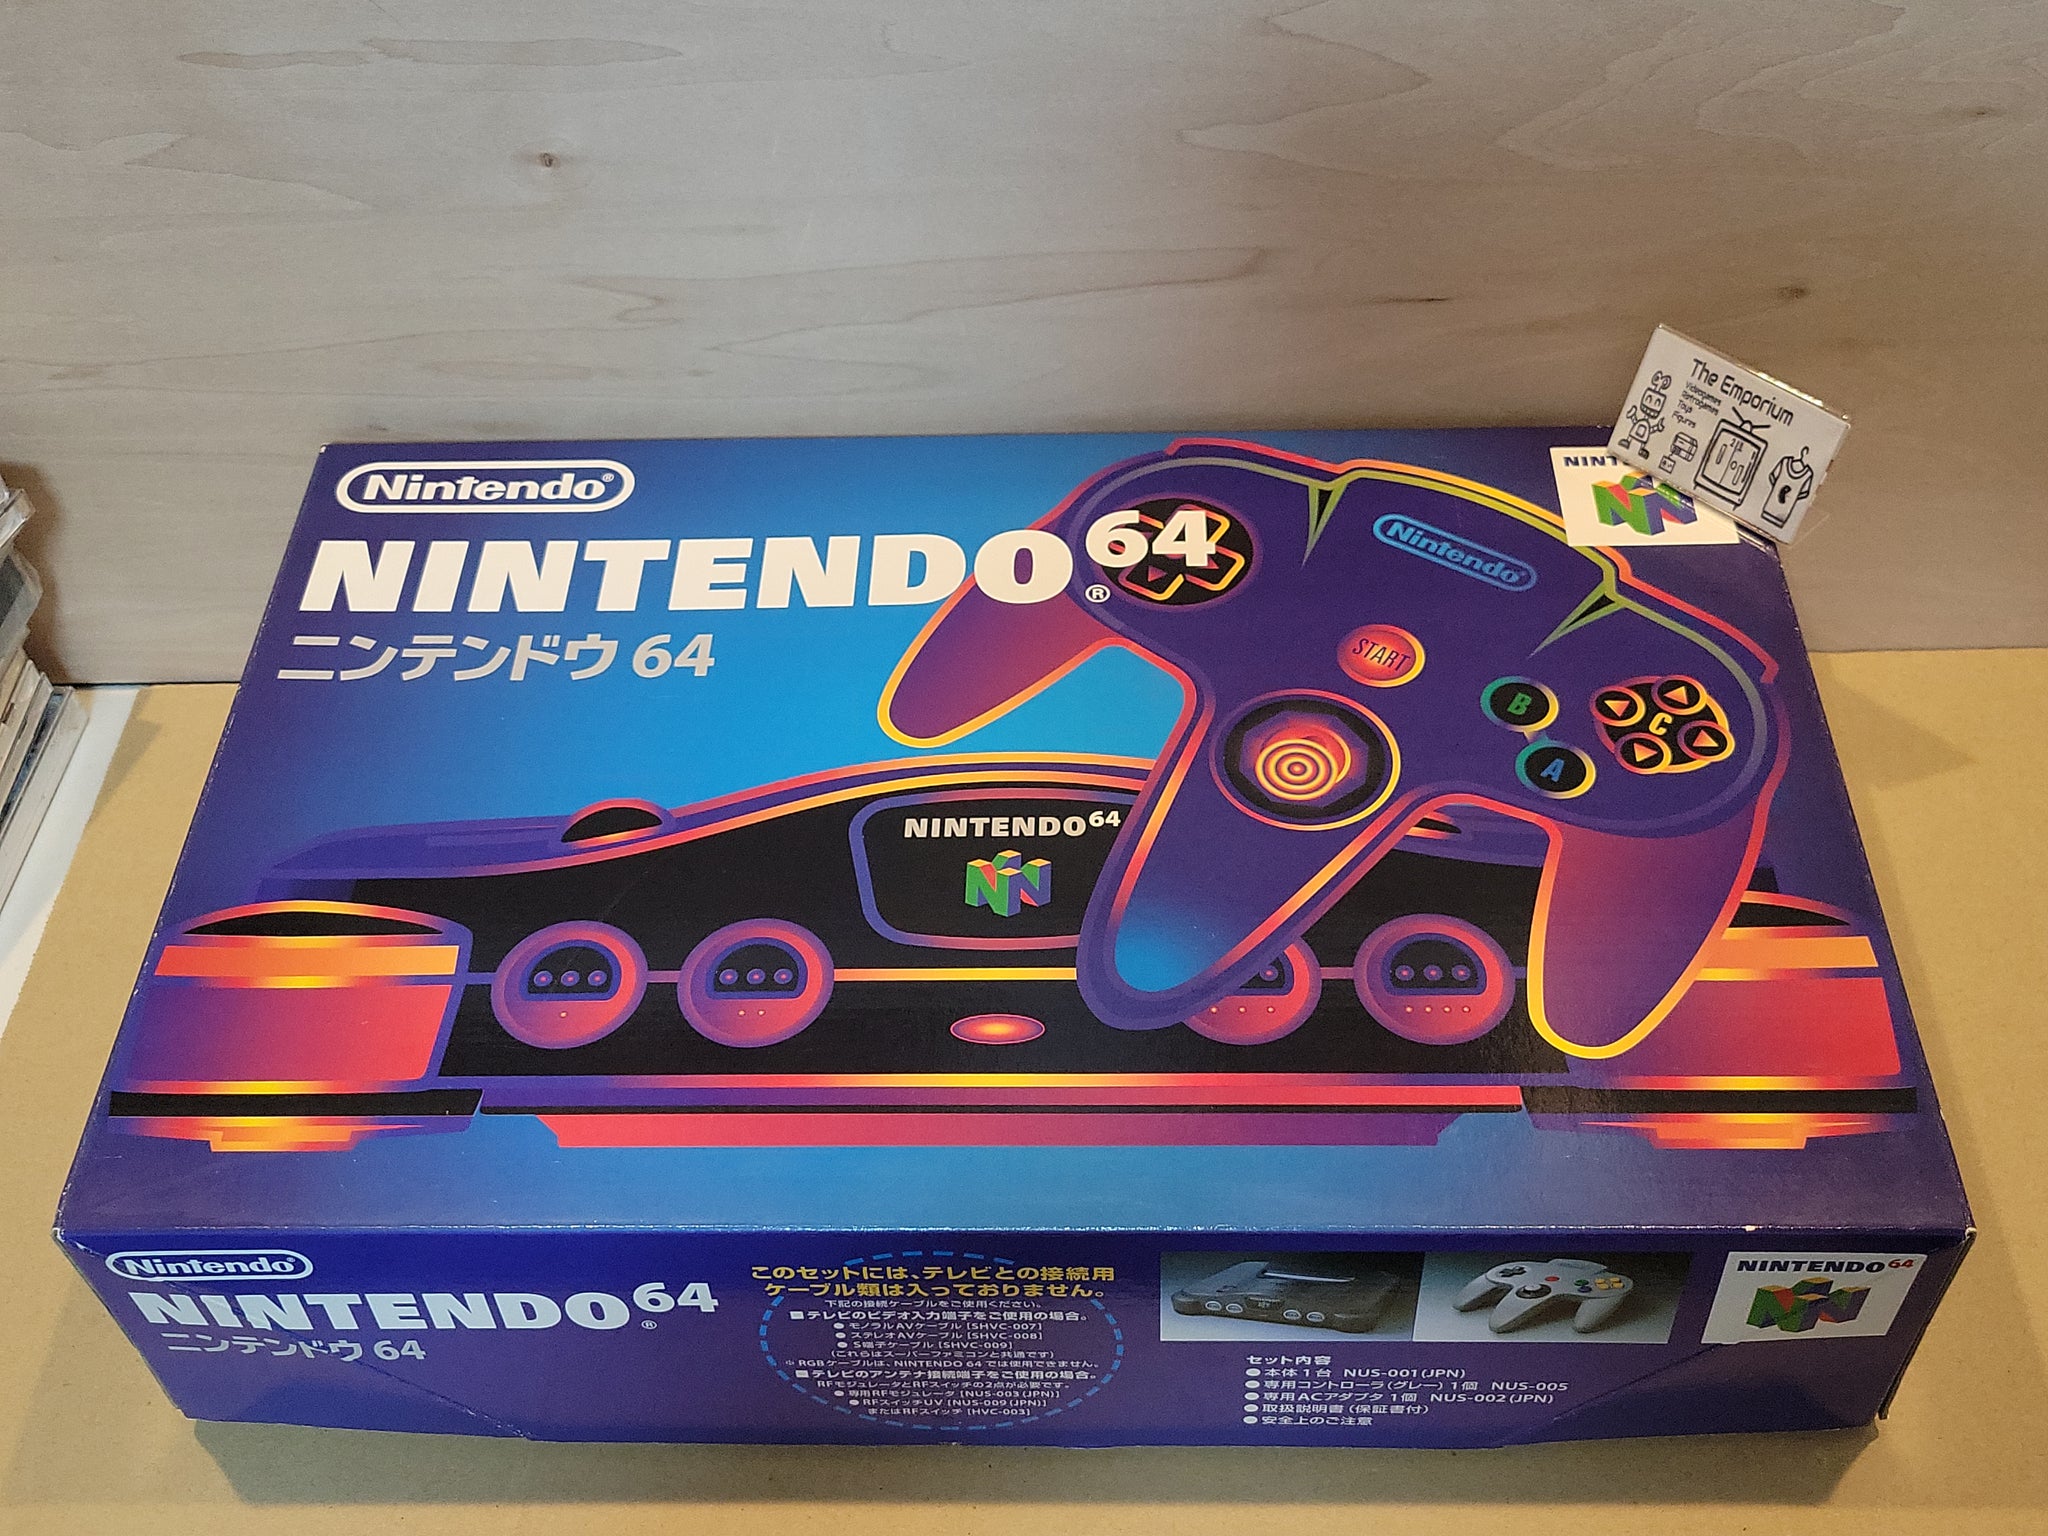 The Emporium
Videogames
Retrogames
Toys
Figures
Nintendo®
NINTENDO64®
ニンテンドウ64
NINT
Nintendo
START
B
A
C
NINTENDO64
Nintendo®
NINTENDO64®
ニンテンドウ64
このセットには、テレビとの接続用
ケーブル類は入っておりません。
下記の接続ケーブルをご使用ください。
■テレビのビデオ入力端子をご使用の場合。
●モノラルAVケーブル[SHVC-007]
●ステレオAVケーブル[SHVC-008]
●S端子ケーブル[SHVC-009]
(これらはスーパーファミコンと共通です)
※RGBケーブルは、NINTENDO 64では使用できません。
■テレビのアンテナ接続端子をご使用の場合。
RFモジュレータとRFスイッチの2点が必要です。
●専用RFモジュレータ[NUS-003(JPN)]
●RFスイッチUV[NUS-009(JPN)]
またはRFスイッチ[HVC-003]
セット内容
●本体1台 NUS-001(JPN)
●専用コントローラ(グレー)1個 NUS-005
●専用ACアダプタ1個 NUS-002(JPN)
●取扱説明書(保証書付)
●安全上のご注意
NINTENDO64